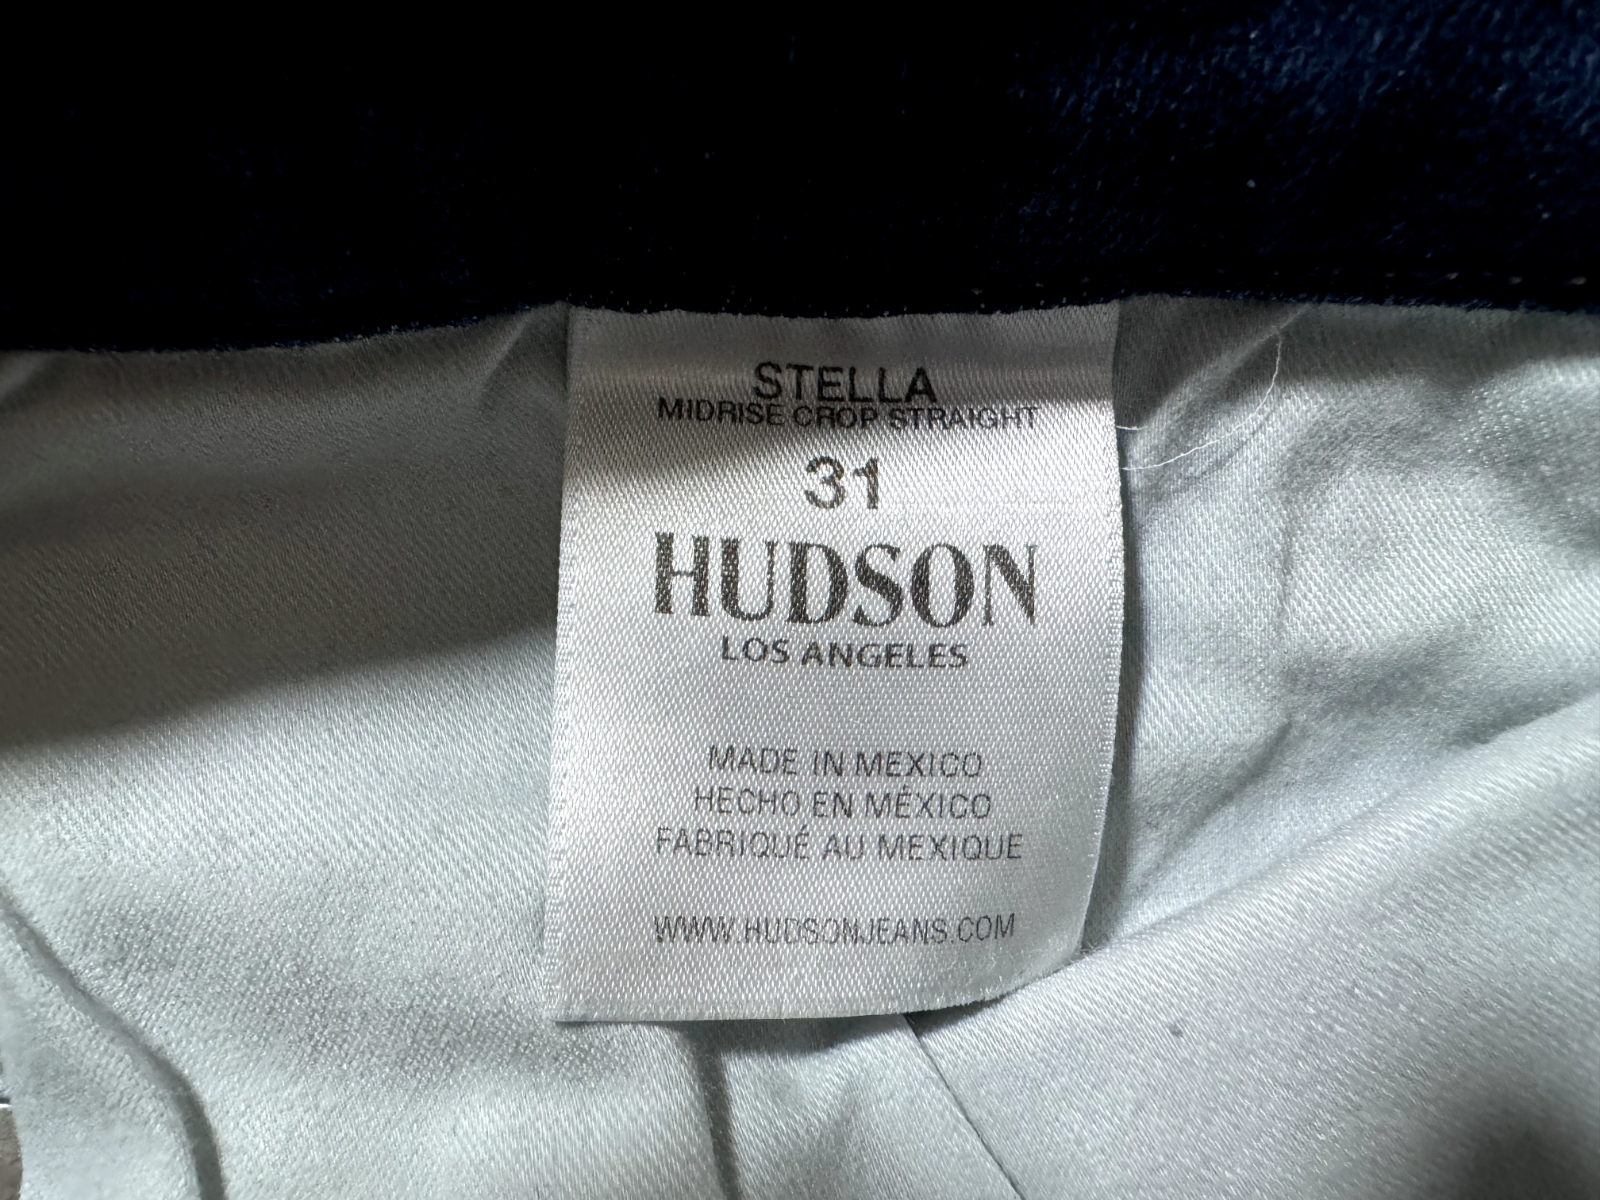 STELLA
MIDRISE CROP STRAIGHT
31
HUDSON
LOS ANGELES
MADE IN MEXICO
HECHO EN MÉXICO
FABRIQUÉ AU MEXIQUE
WWW.HUDSONJEANS.COM